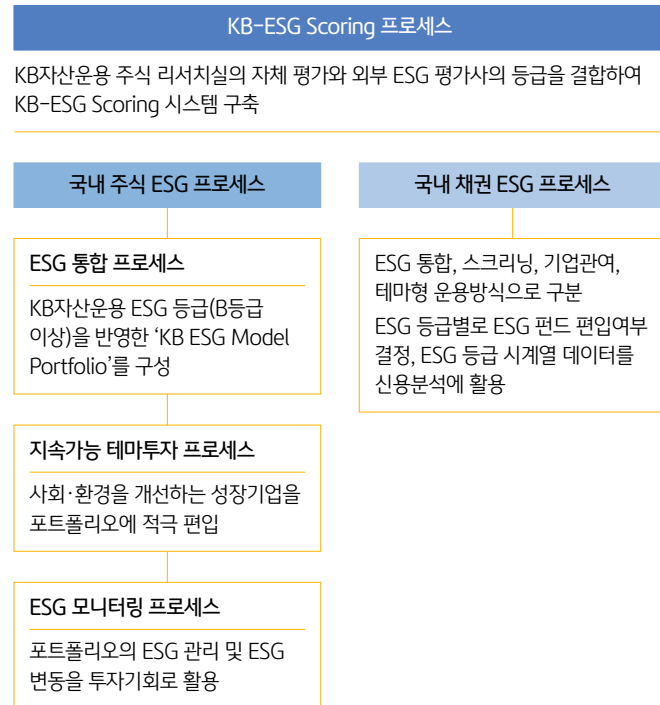 KB-ESG Scoring 프로세스
KB자산운용 주식 리서치실의 자체 평가와 외부 ESG 평가사의 등급을 결합하여
KB-ESG Scoring 시스템 구축
국내 주식 ESG 프로세스
ESG 통합 프로세스
KB자산운용 ESG 등급(B등급
이상)을 반영한 ‘KB ESG Model
Portfolio’를 구성
지속가능 테마투자 프로세스
사회·환경을 개선하는 성장기업을
포트폴리오에 적극 편입
ESG 모니터링 프로세스
포트폴리오의 ESG 관리 및 ESG
변동을 투자기회로 활용
국내 채권 ESG 프로세스
ESG 통합, 스크리닝, 기업관여,
테마형 운용방식으로 구분
ESG 등급별로 ESG 펀드 편입여부
결정, ESG 등급 시계열 데이터를
신용분석에 활용